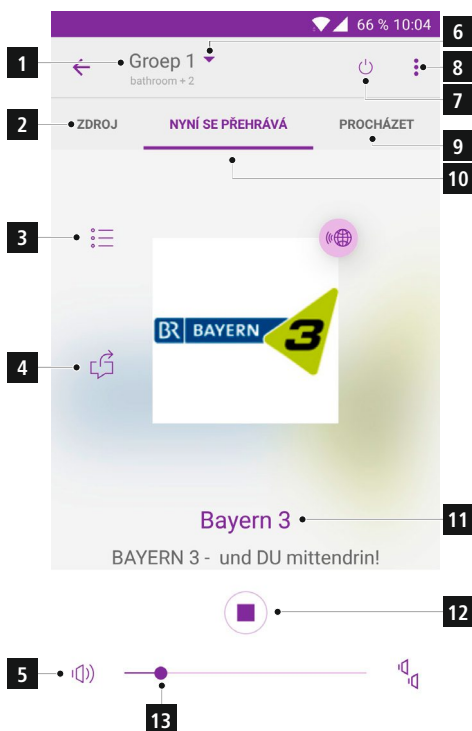 66 % 10:04
6
1
Groep 1
bathroom + 2
8
7
2
ZDROJ
NYNÍ SE PŘEHRÁVÁ
PROCHÁZET
9
10
3
BR BAYERN 3
4
Bayern 3
11
BAYERN 3 - und DU mittendrin!
12
5
13